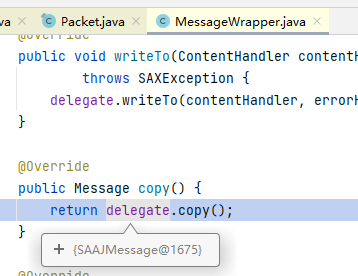 Packet.java × MessageWrapper.java ×
@Override
public void writeTo(ContentHandler contentH
throws SAXException {
delegate.writeTo(contentHandler, errorH
}
@Override
public Message copy() {
return delegate.copy();
}
+ {SAAJMessage@1675}
@Override